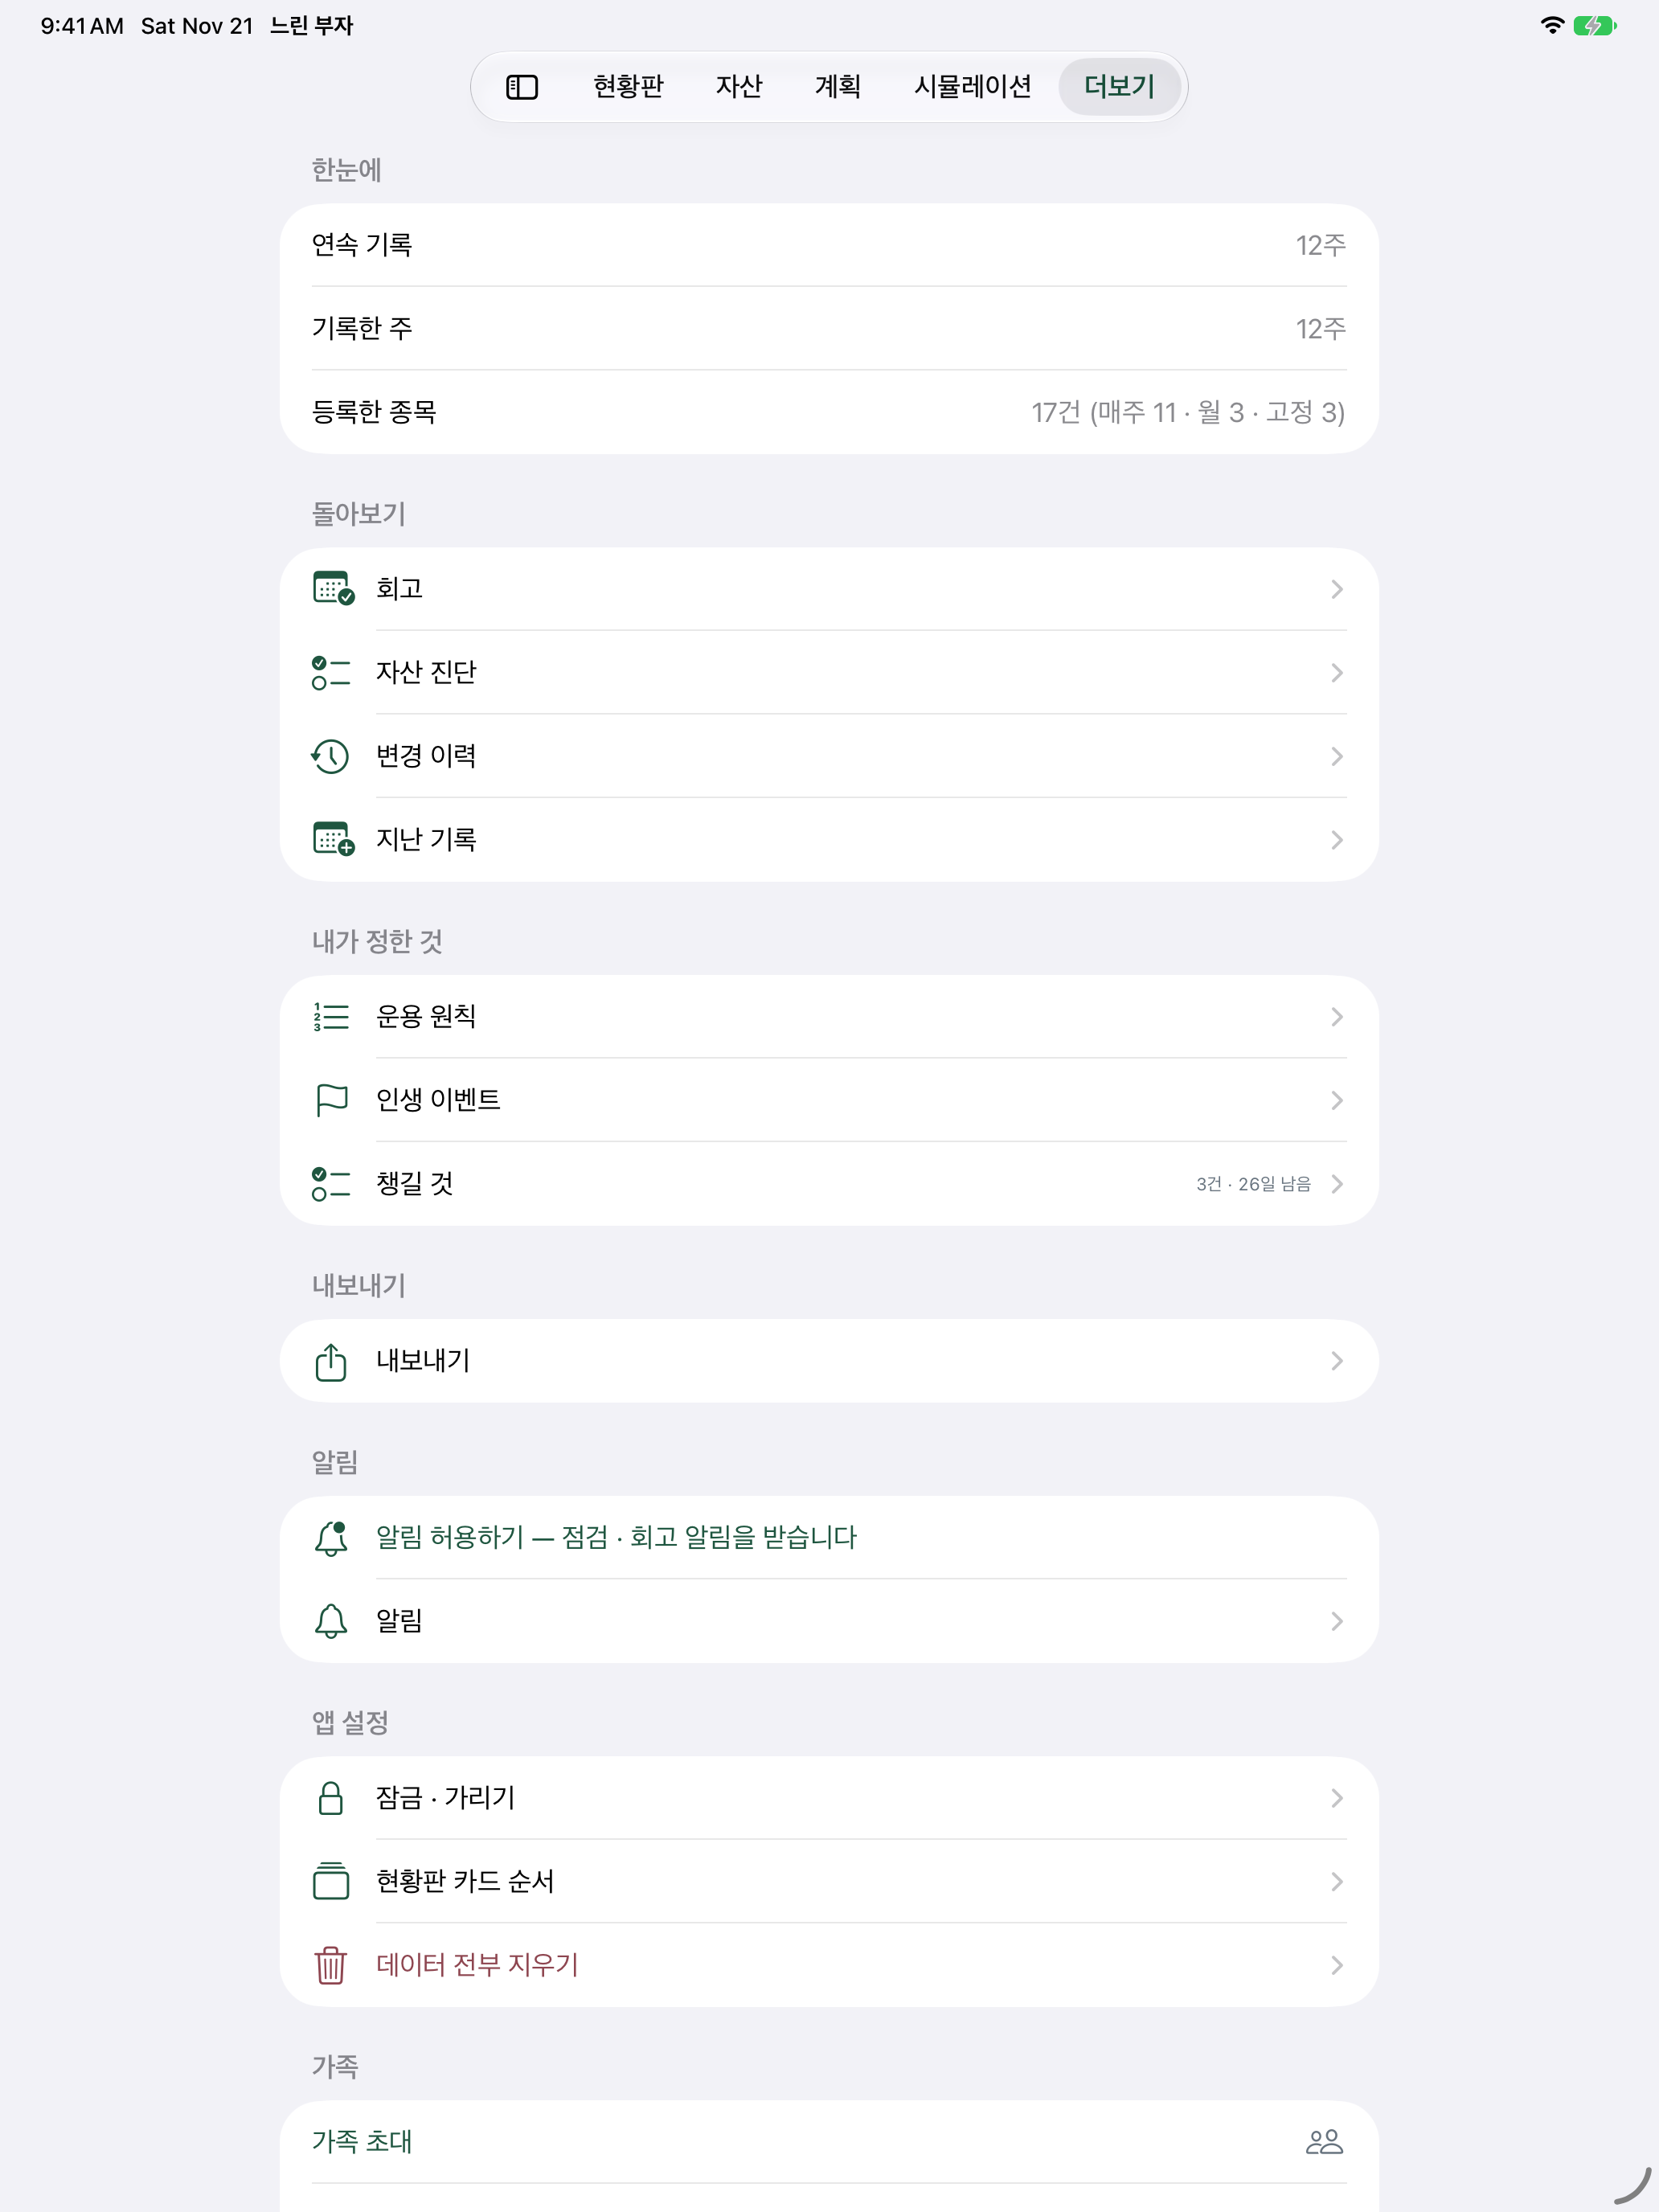 9:41 AM Sat Nov 21 느린 부자
현황판 자산 계획 시뮬레이션 더보기
한눈에
연속 기록 12주
기록한 주 12주
등록한 종목 17건 (매주 11 · 월 3 · 고정 3)
돌아보기
회고
자산 진단
변경 이력
지난 기록
내가 정한 것
운용 원칙
인생 이벤트
챙길 것 3건 · 26일 남음
내보내기
내보내기
알림
알림 허용하기 — 점검 · 회고 알림을 받습니다
알림
앱 설정
잠금 · 가리기
현황판 카드 순서
데이터 전부 지우기
가족
가족 초대